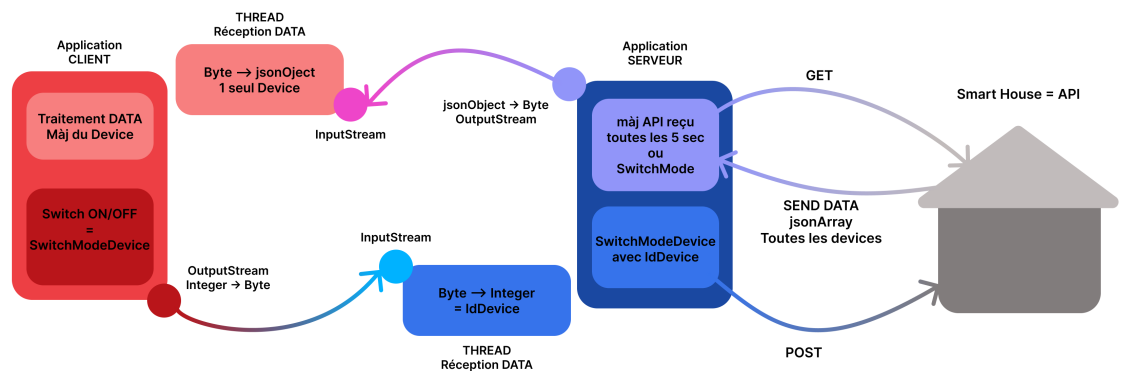 THREAD
Réception DATA
Application
CLIENT
Byte → jsonOject
1 seul Device
InputStream
Traitement DATA
Màj du Device
Switch ON/OFF
=
SwitchModeDevice
OutputStream
Integer → Byte
jsonObject → Byte
OutputStream
InputStream
Byte → Integer
= IdDevice
THREAD
Réception DATA
Application
SERVEUR
màj API reçu
toutes les 5 sec
ou
SwitchMode
SwitchModeDevice
avec IdDevice
GET
SEND DATA
jsonArray
Toutes les devices
POST
Smart House = API